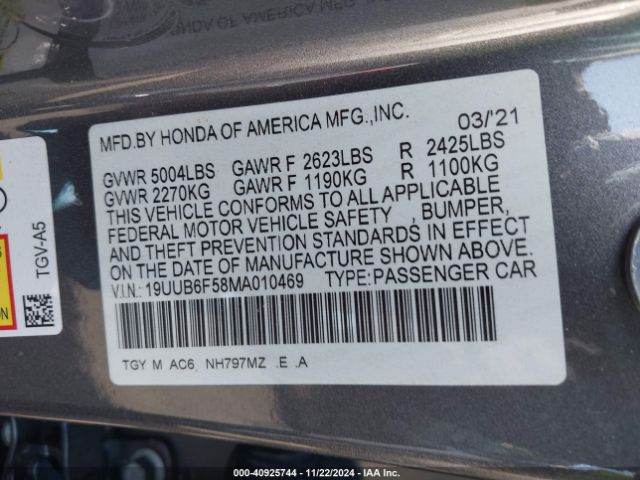 MFD.BY HONDA OF AMERICA MFG.,INC. 03/'21
GVWR 5004LBS GAWR F 2623LBS R 2425LBS
GVWR 2270KG GAWR F 1190KG R 1100KG
THIS VEHICLE CONFORMS TO ALL APPLICABLE
FEDERAL MOTOR VEHICLE SAFETY , BUMPER,
AND THEFT PREVENTION STANDARDS IN EFFECT
ON THE DATE OF MANUFACTURE SHOWN ABOVE.
V.I.N.: 19UUB6F58MA010469 TYPE:PASSENGER CAR
TGY M AC6 NH797MZ .E .A
TGV-A5
000-40925744 - 11/22/2024 - IAA Inc.